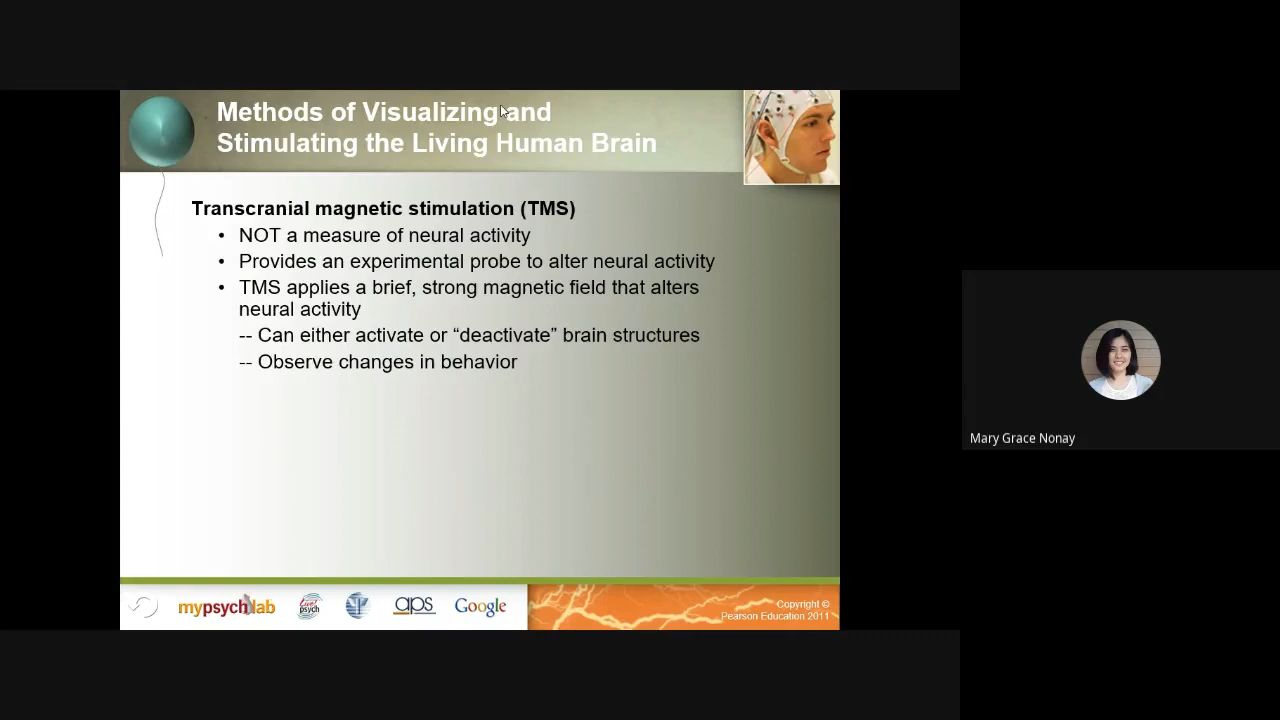 Methods of Visualizing and
Stimulating the Living Human Brain
Transcranial magnetic stimulation (TMS)
• NOT a measure of neural activity
• Provides an experimental probe to alter neural activity
• TMS applies a brief, strong magnetic field that alters
neural activity
-- Can either activate or “deactivate” brain structures
-- Observe changes in behavior
Mary Grace Nonay
mypsychlab
Live!
psych
aps
Google
Copyright ©
Pearson Education 2011